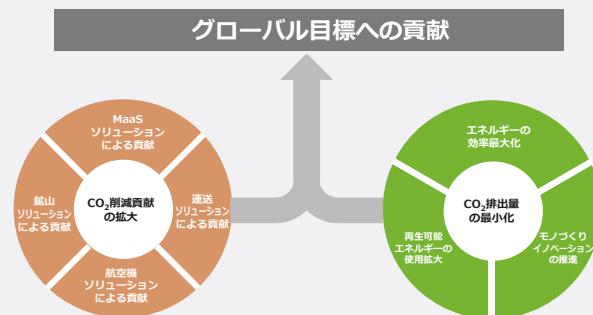 グローバル目標への貢献
MaaS
ソリューション
による貢献
鉱山
ソリューション
による貢献
CO₂削減貢献
の拡大
運送
ソリューション
による貢献
航空機
ソリューション
による貢献
エネルギーの
効率最大化
CO₂排出量
の最小化
再生可能
エネルギーの
使用拡大
モノづくり
イノベーション
の推進